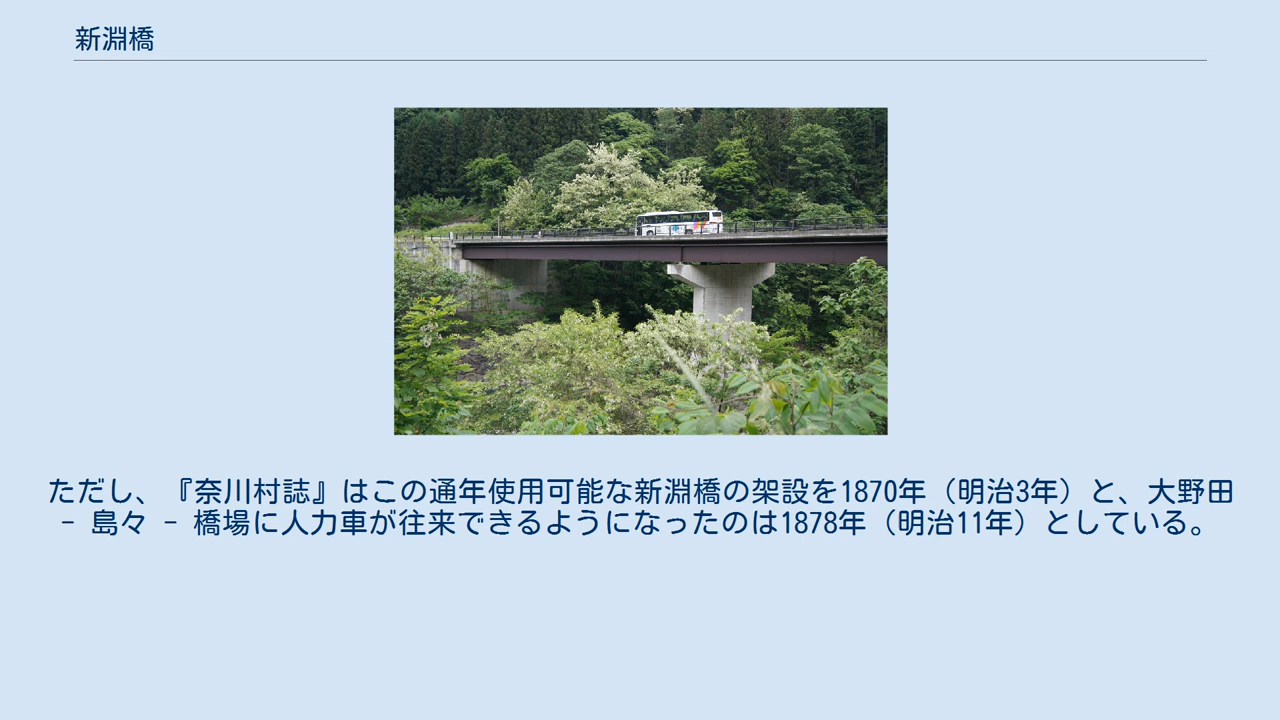 新淵橋
ただし、『奈川村誌』はこの通年使用可能な新淵橋の架設を1870年（明治3年）と、大野田
- 島々 - 橋場に人力車が往来できるようになったのは1878年（明治11年）としている。